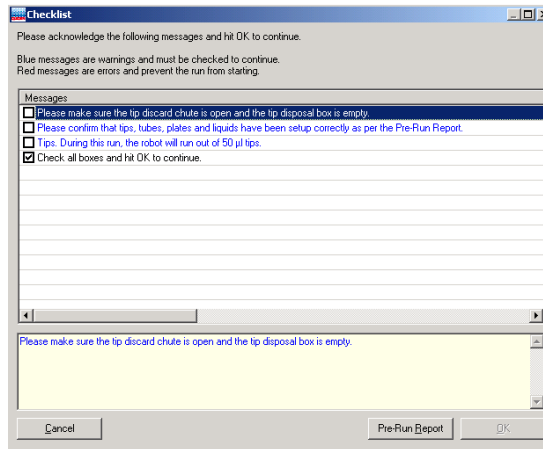 Checklist
Please acknowledge the following messages and hit OK to continue.
Blue messages are warnings and must be checked to continue.
Red messages are errors and prevent the run from starting.
Messages
Please make sure the tip discard chute is open and the tip disposal box is empty.
Please confirm that tips, tubes, plates and liquids have been setup correctly as per the Pre-Run Report.
Tips. During this run, the robot will run out of 50 µl tips.
Check all boxes and hit OK to continue.
Please make sure the tip discard chute is open and the tip disposal box is empty.
Cancel Pre-Run Report OK